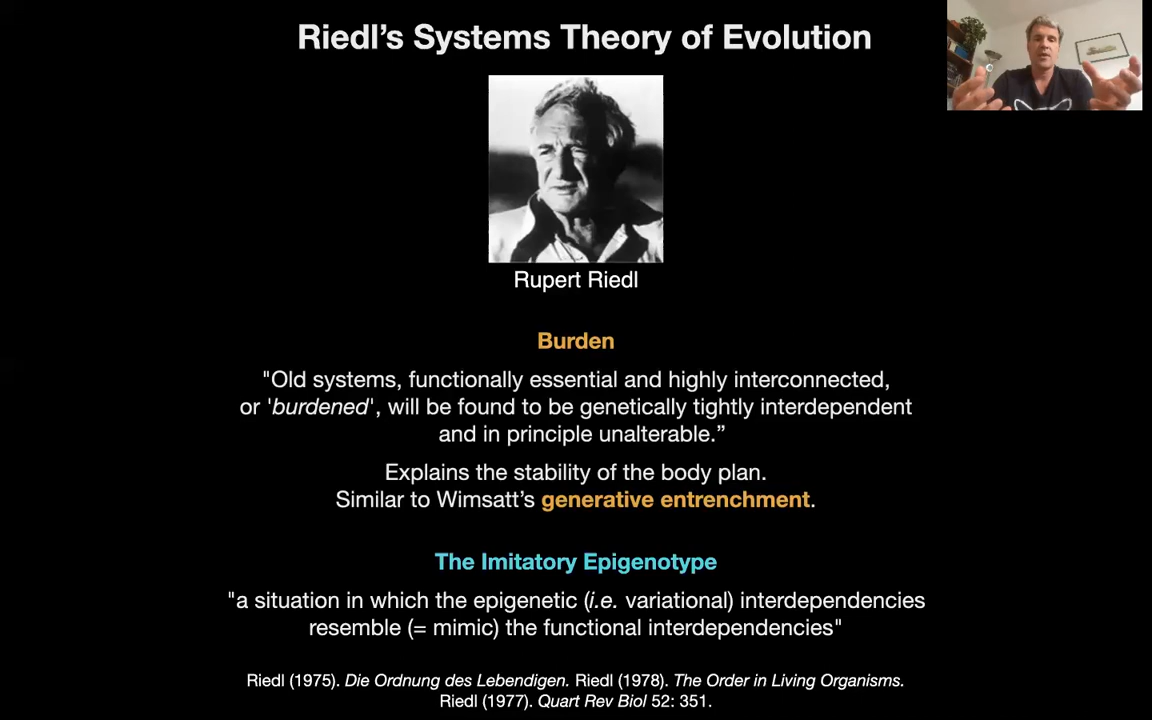 Riedl’s Systems Theory of Evolution
Rupert Riedl
Burden
"Old systems, functionally essential and highly interconnected,
or 'burdened', will be found to be genetically tightly interdependent
and in principle unalterable.”
Explains the stability of the body plan.
Similar to Wimsatt’s generative entrenchment.
The Imitatory Epigenotype
"a situation in which the epigenetic (i.e. variational) interdependencies
resemble (= mimic) the functional interdependencies"
Riedl (1975). Die Ordnung des Lebendigen. Riedl (1978). The Order in Living Organisms.
Riedl (1977). Quart Rev Biol 52: 351.